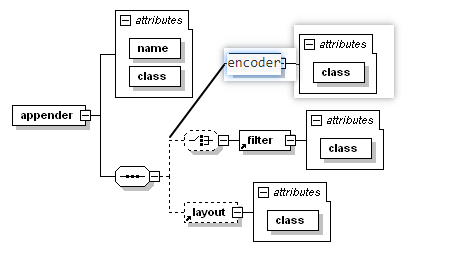 attributes
name
class
appender
encoder
attributes
class
filter
attributes
class
layout
attributes
class